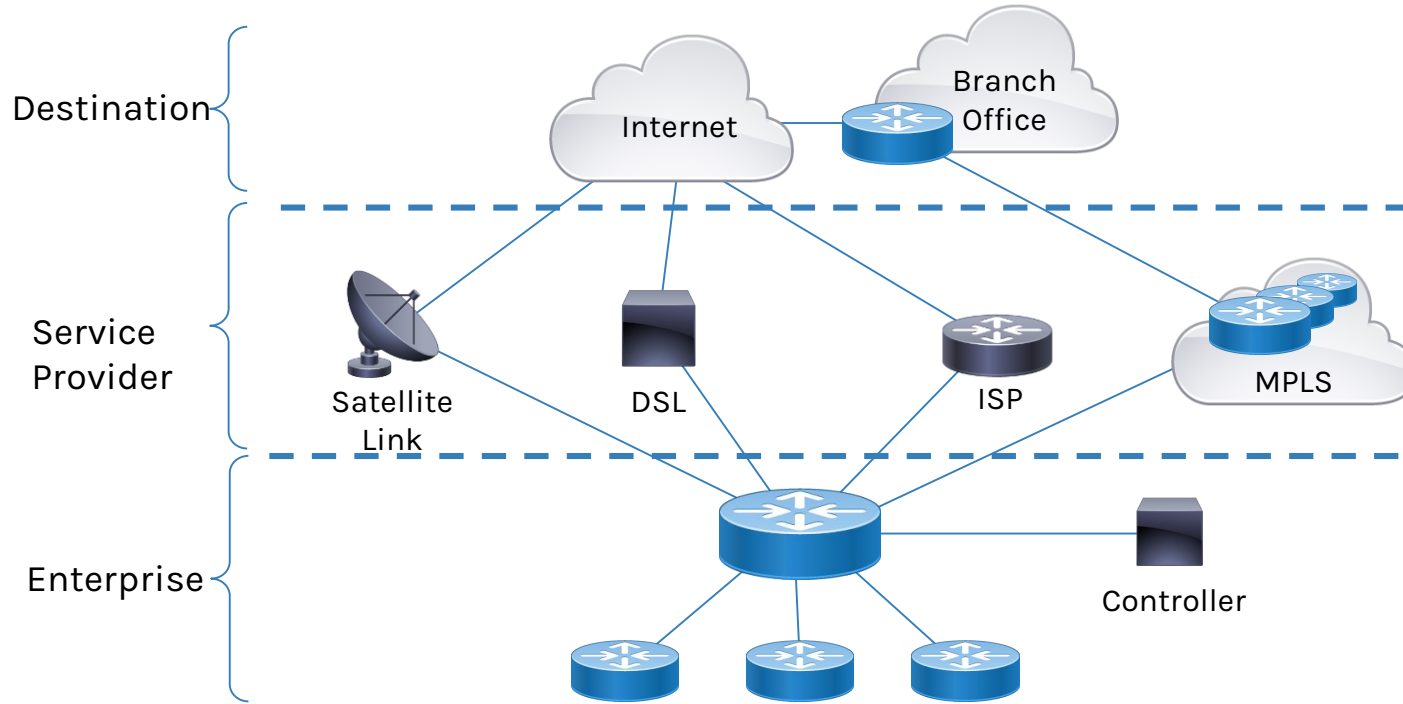 Destination
Internet
Branch
Office
Service
Provider
Satellite
Link
DSL
ISP
MPLS
Enterprise
Controller